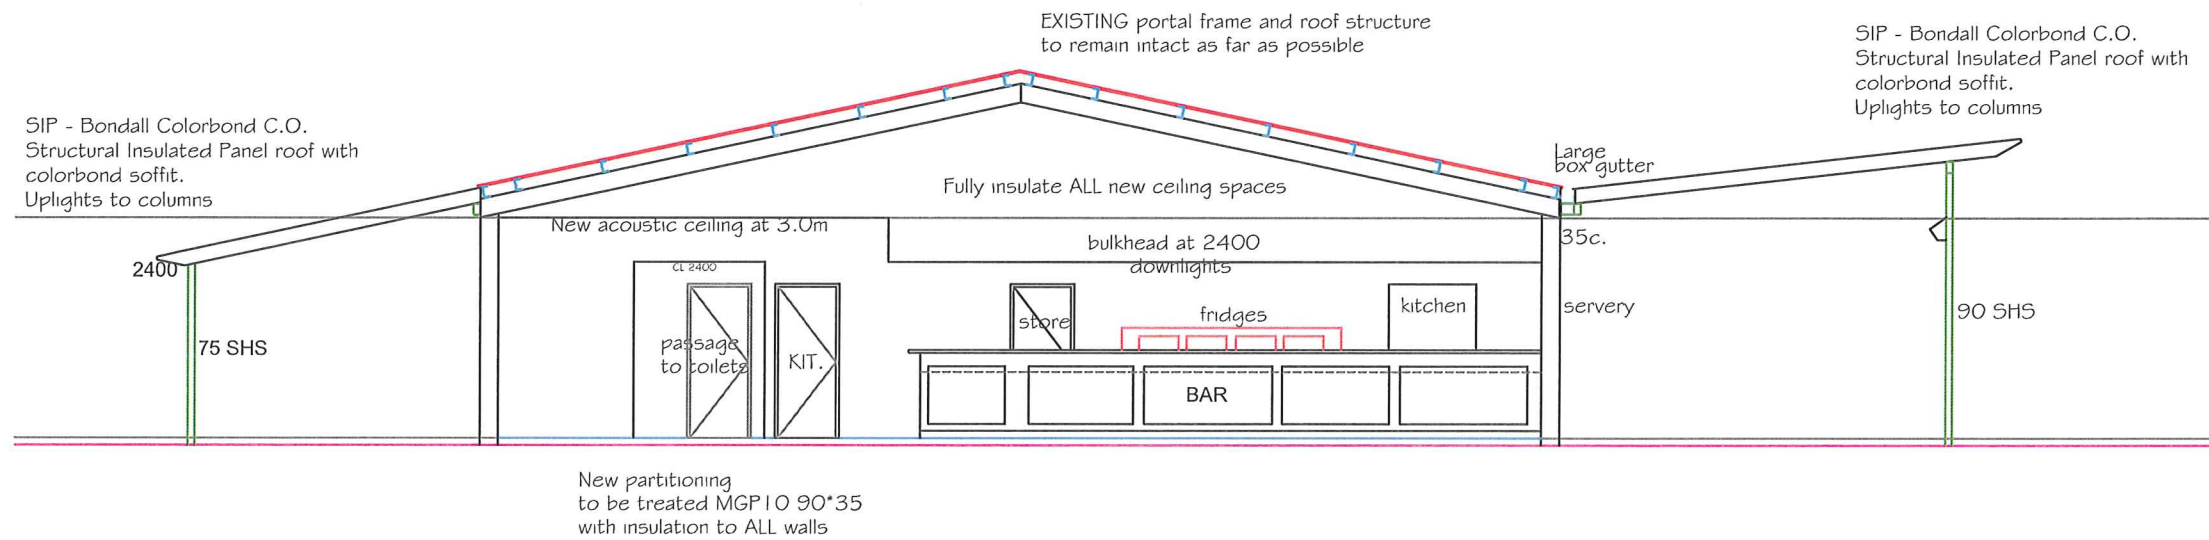 EXISTING portal frame and roof structure
to remain intact as far as possible
SIP - Bondall Colorbond C.O.
Structural Insulated Panel roof with
colorbond soffit.
Uplights to columns
SIP - Bondall Colorbond C.O.
Structural Insulated Panel roof with
colorbond soffit.
Uplights to columns
Large
box gutter
Fully insulate ALL new ceiling spaces
New acoustic ceiling at 3.0m
bulkhead at 2400
downlights
35c.
2400
CL 2400
75 SHS
passage
to toilets
KIT.
store
fridges
kitchen
servery
90 SHS
BAR
New partitioning
to be treated MGP10 90*35
with insulation to ALL walls